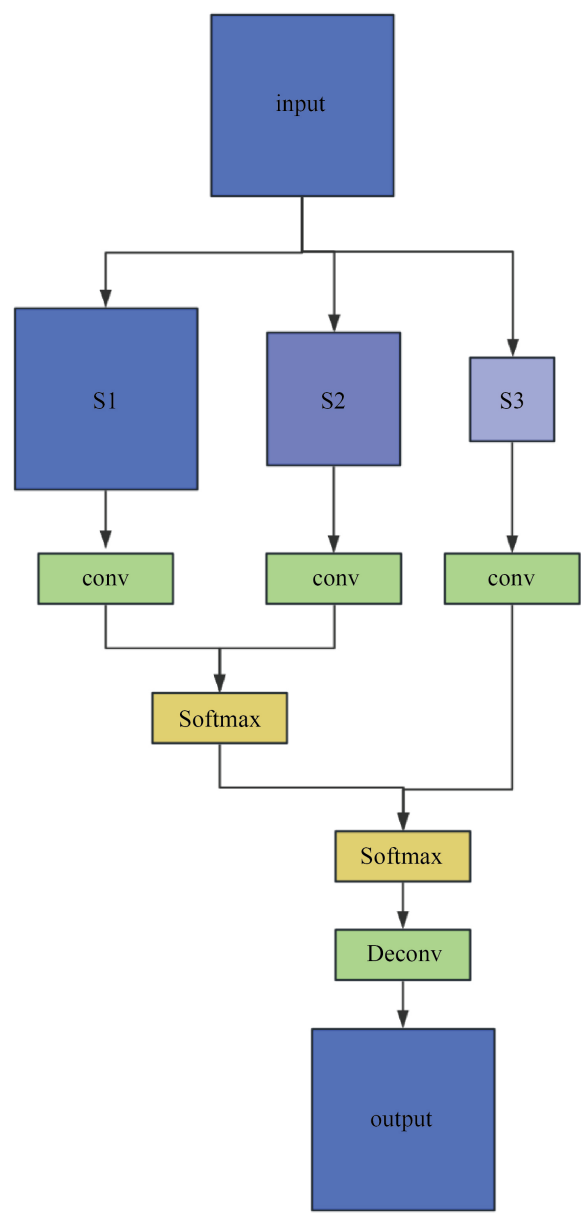 input
S1
S2
S3
conv
conv
conv
Softmax
Softmax
Deconv
output